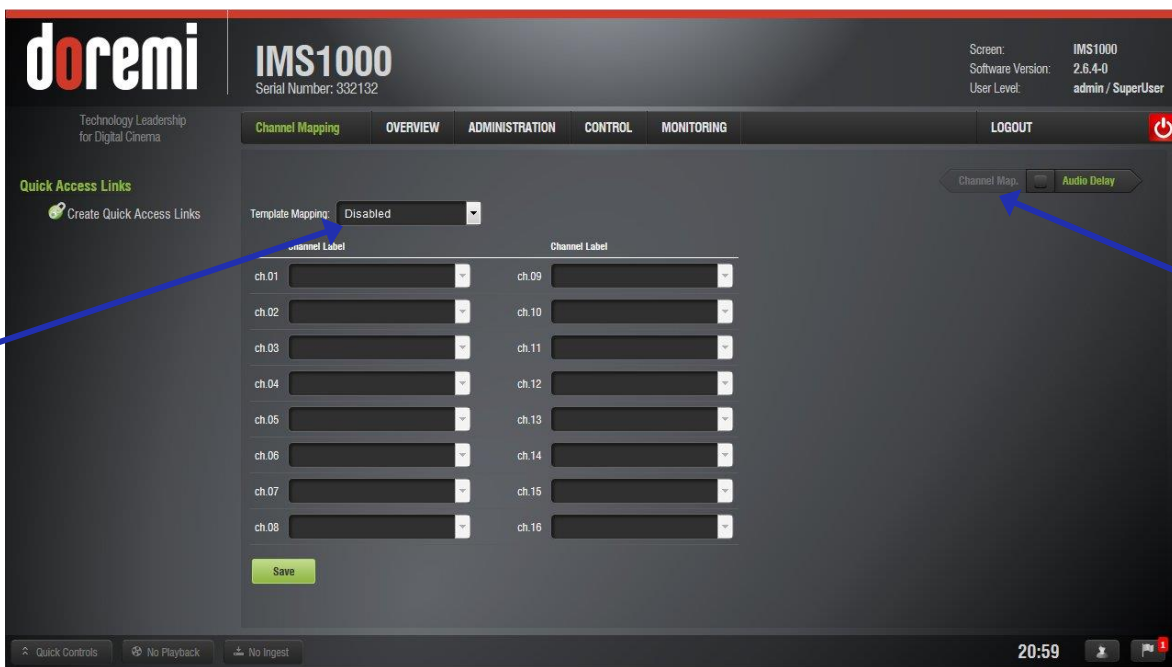 doremi
Technology Leadership
for Digital Cinema
IMS1000
Serial Number: 332132
Screen: IMS1000
Software Version: 2.6.4-0
User Level: admin / SuperUser
Channel Mapping OVERVIEW ADMINISTRATION CONTROL MONITORING LOGOUT
Quick Access Links
Create Quick Access Links
Channel Map. Audio Delay
Template Mapping: Disabled
Channel Label Channel Label
ch.01 ch.09
ch.02 ch.10
ch.03 ch.11
ch.04 ch.12
ch.05 ch.13
ch.06 ch.14
ch.07 ch.15
ch.08 ch.16
Save
Quick Controls No Playback No Ingest 20:59 1